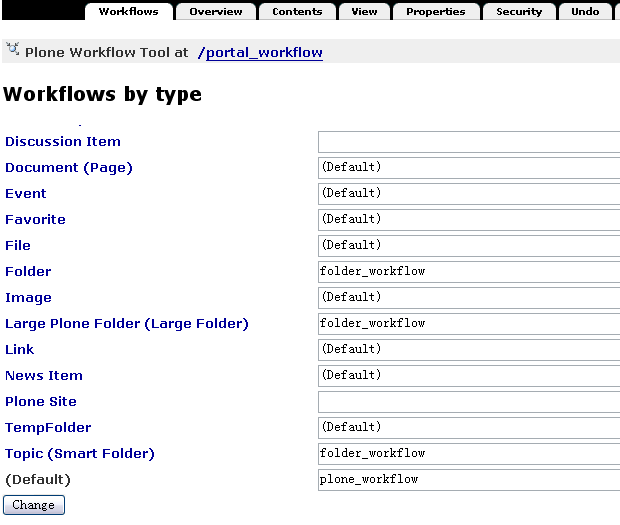 Workflows Overview Contents View Properties Security Undo
Plone Workflow Tool at /portal_workflow
Workflows by type
Discussion Item
Document (Page) (Default)
Event (Default)
Favorite (Default)
File (Default)
Folder folder_workflow
Image (Default)
Large Plone Folder (Large Folder) folder_workflow
Link (Default)
News Item (Default)
Plone Site
TempFolder (Default)
Topic (Smart Folder) folder_workflow
(Default) plone_workflow
Change